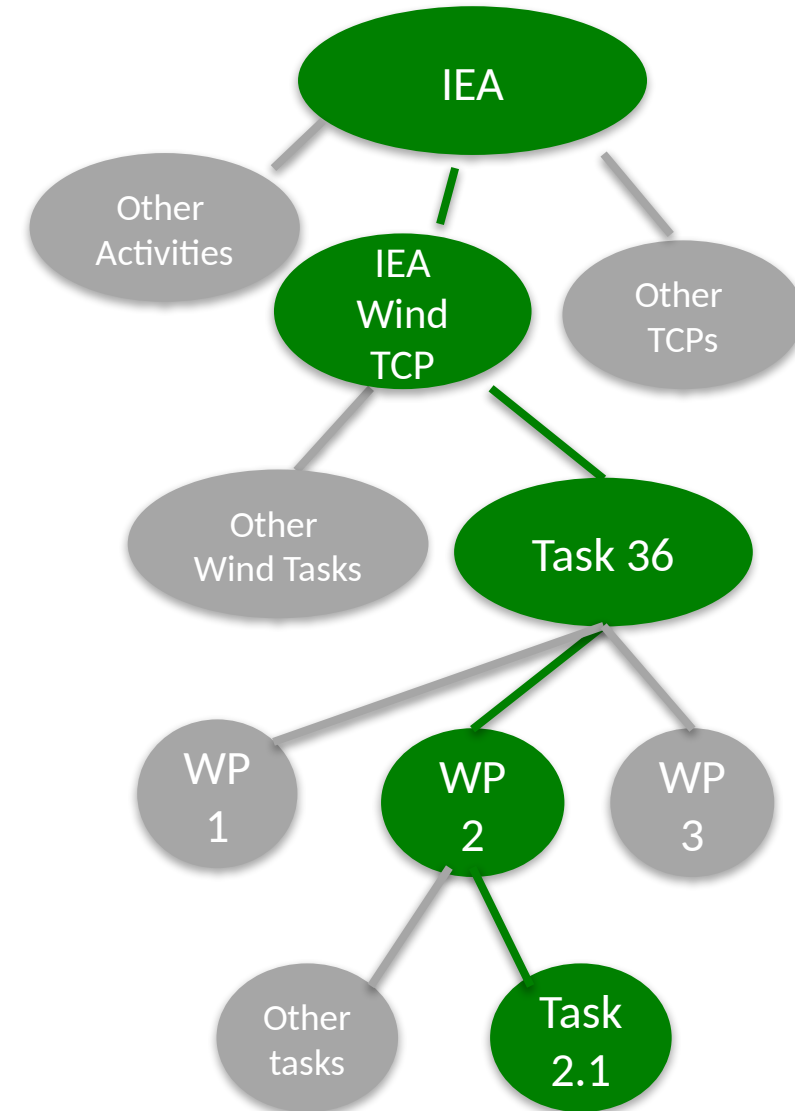 IEA
Other
Activities
IEA
Wind
TCP
Other
TCPs
Other
Wind Tasks
Task 36
WP
1
WP
2
WP
3
Other
tasks
Task
2.1